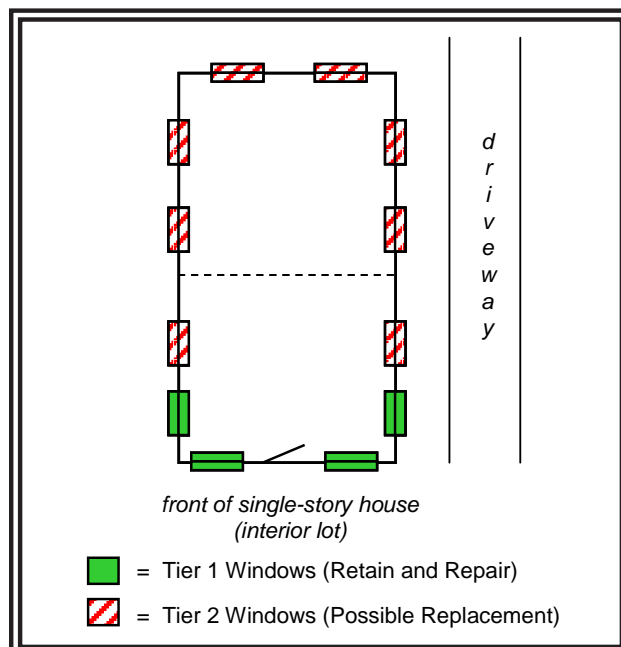 d
r
i
v
e
w
a
y
front of single-story house
(interior lot)
= Tier 1 Windows (Retain and Repair)
= Tier 2 Windows (Possible Replacement)